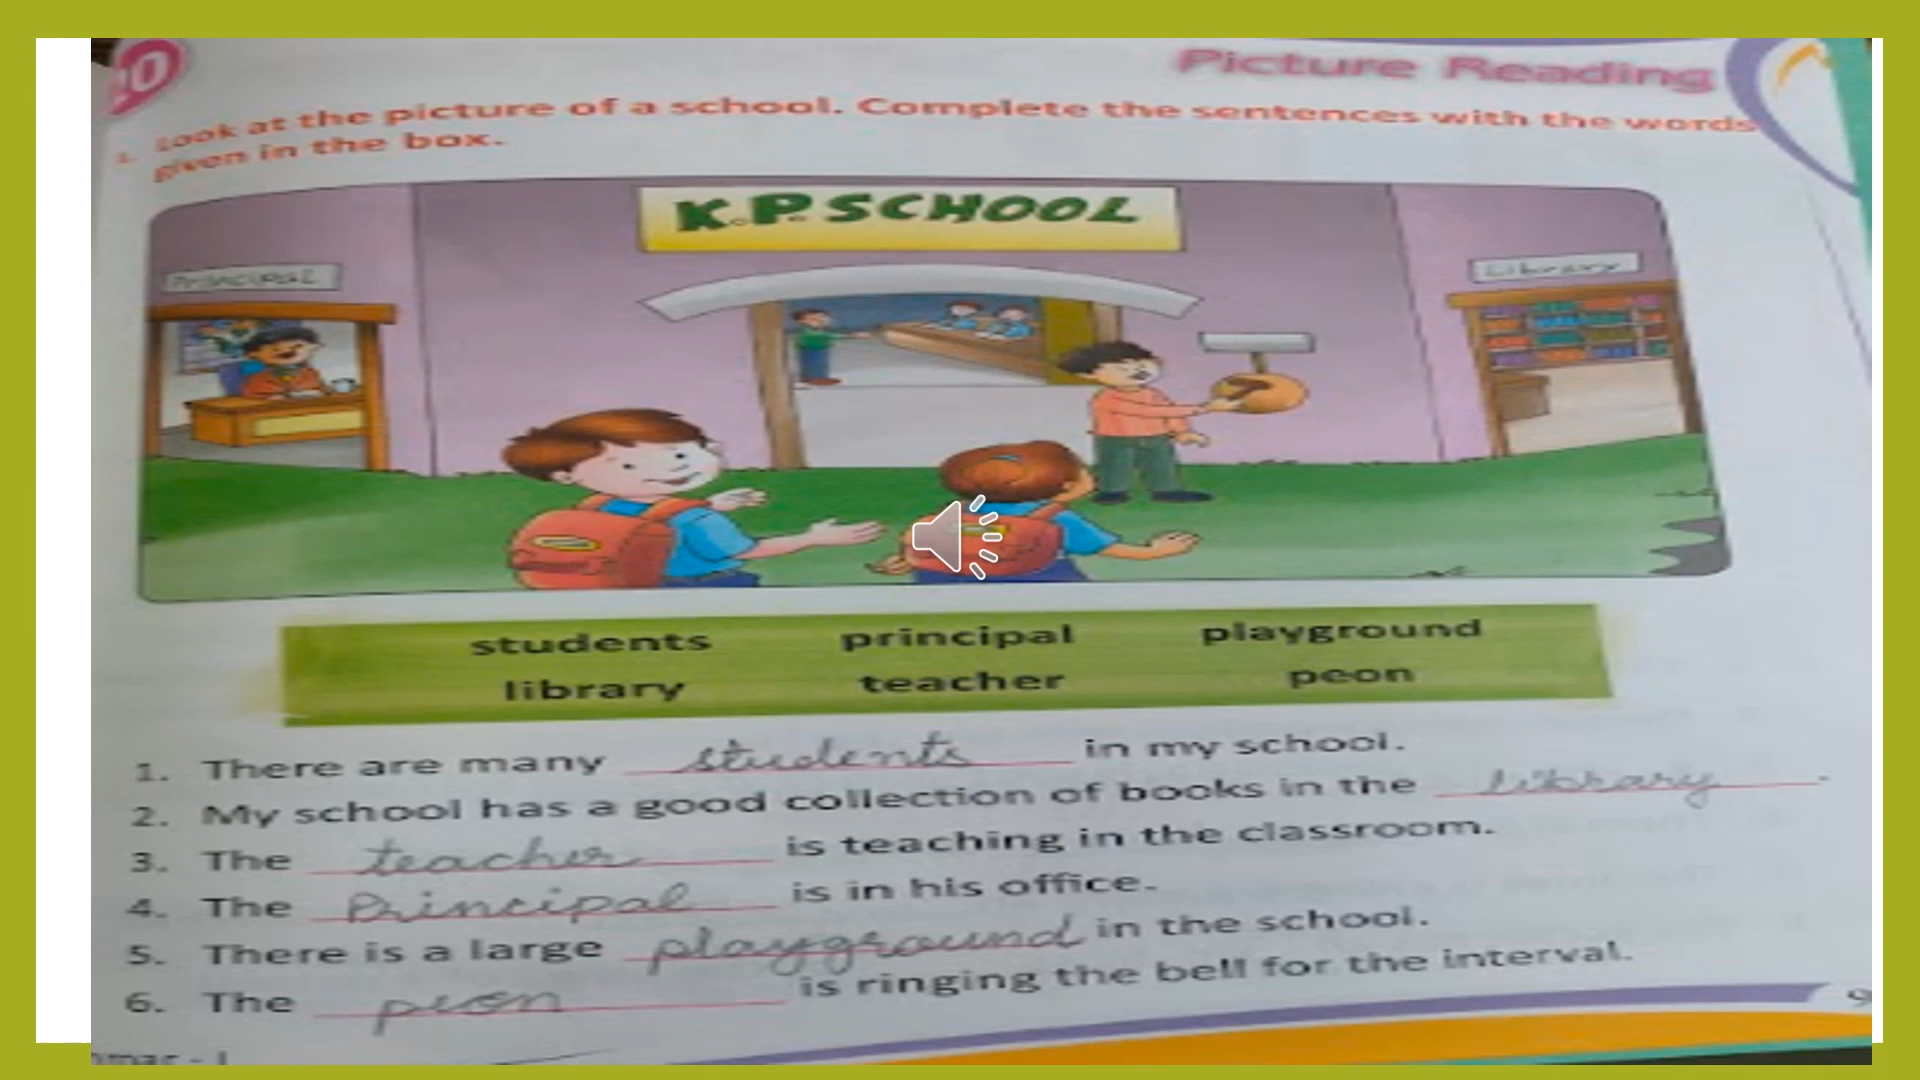 20
Picture Reading
1. Look at the picture of a school. Complete the sentences with the words
given in the box.
K.P. SCHOOL
Principal
Library
students principal playground
library teacher peon
1. There are many students in my school.
2. My school has a good collection of books in the library.
3. The teacher is teaching in the classroom.
4. The Principal is in his office.
5. There is a large playground in the school.
6. The peon is ringing the bell for the interval.